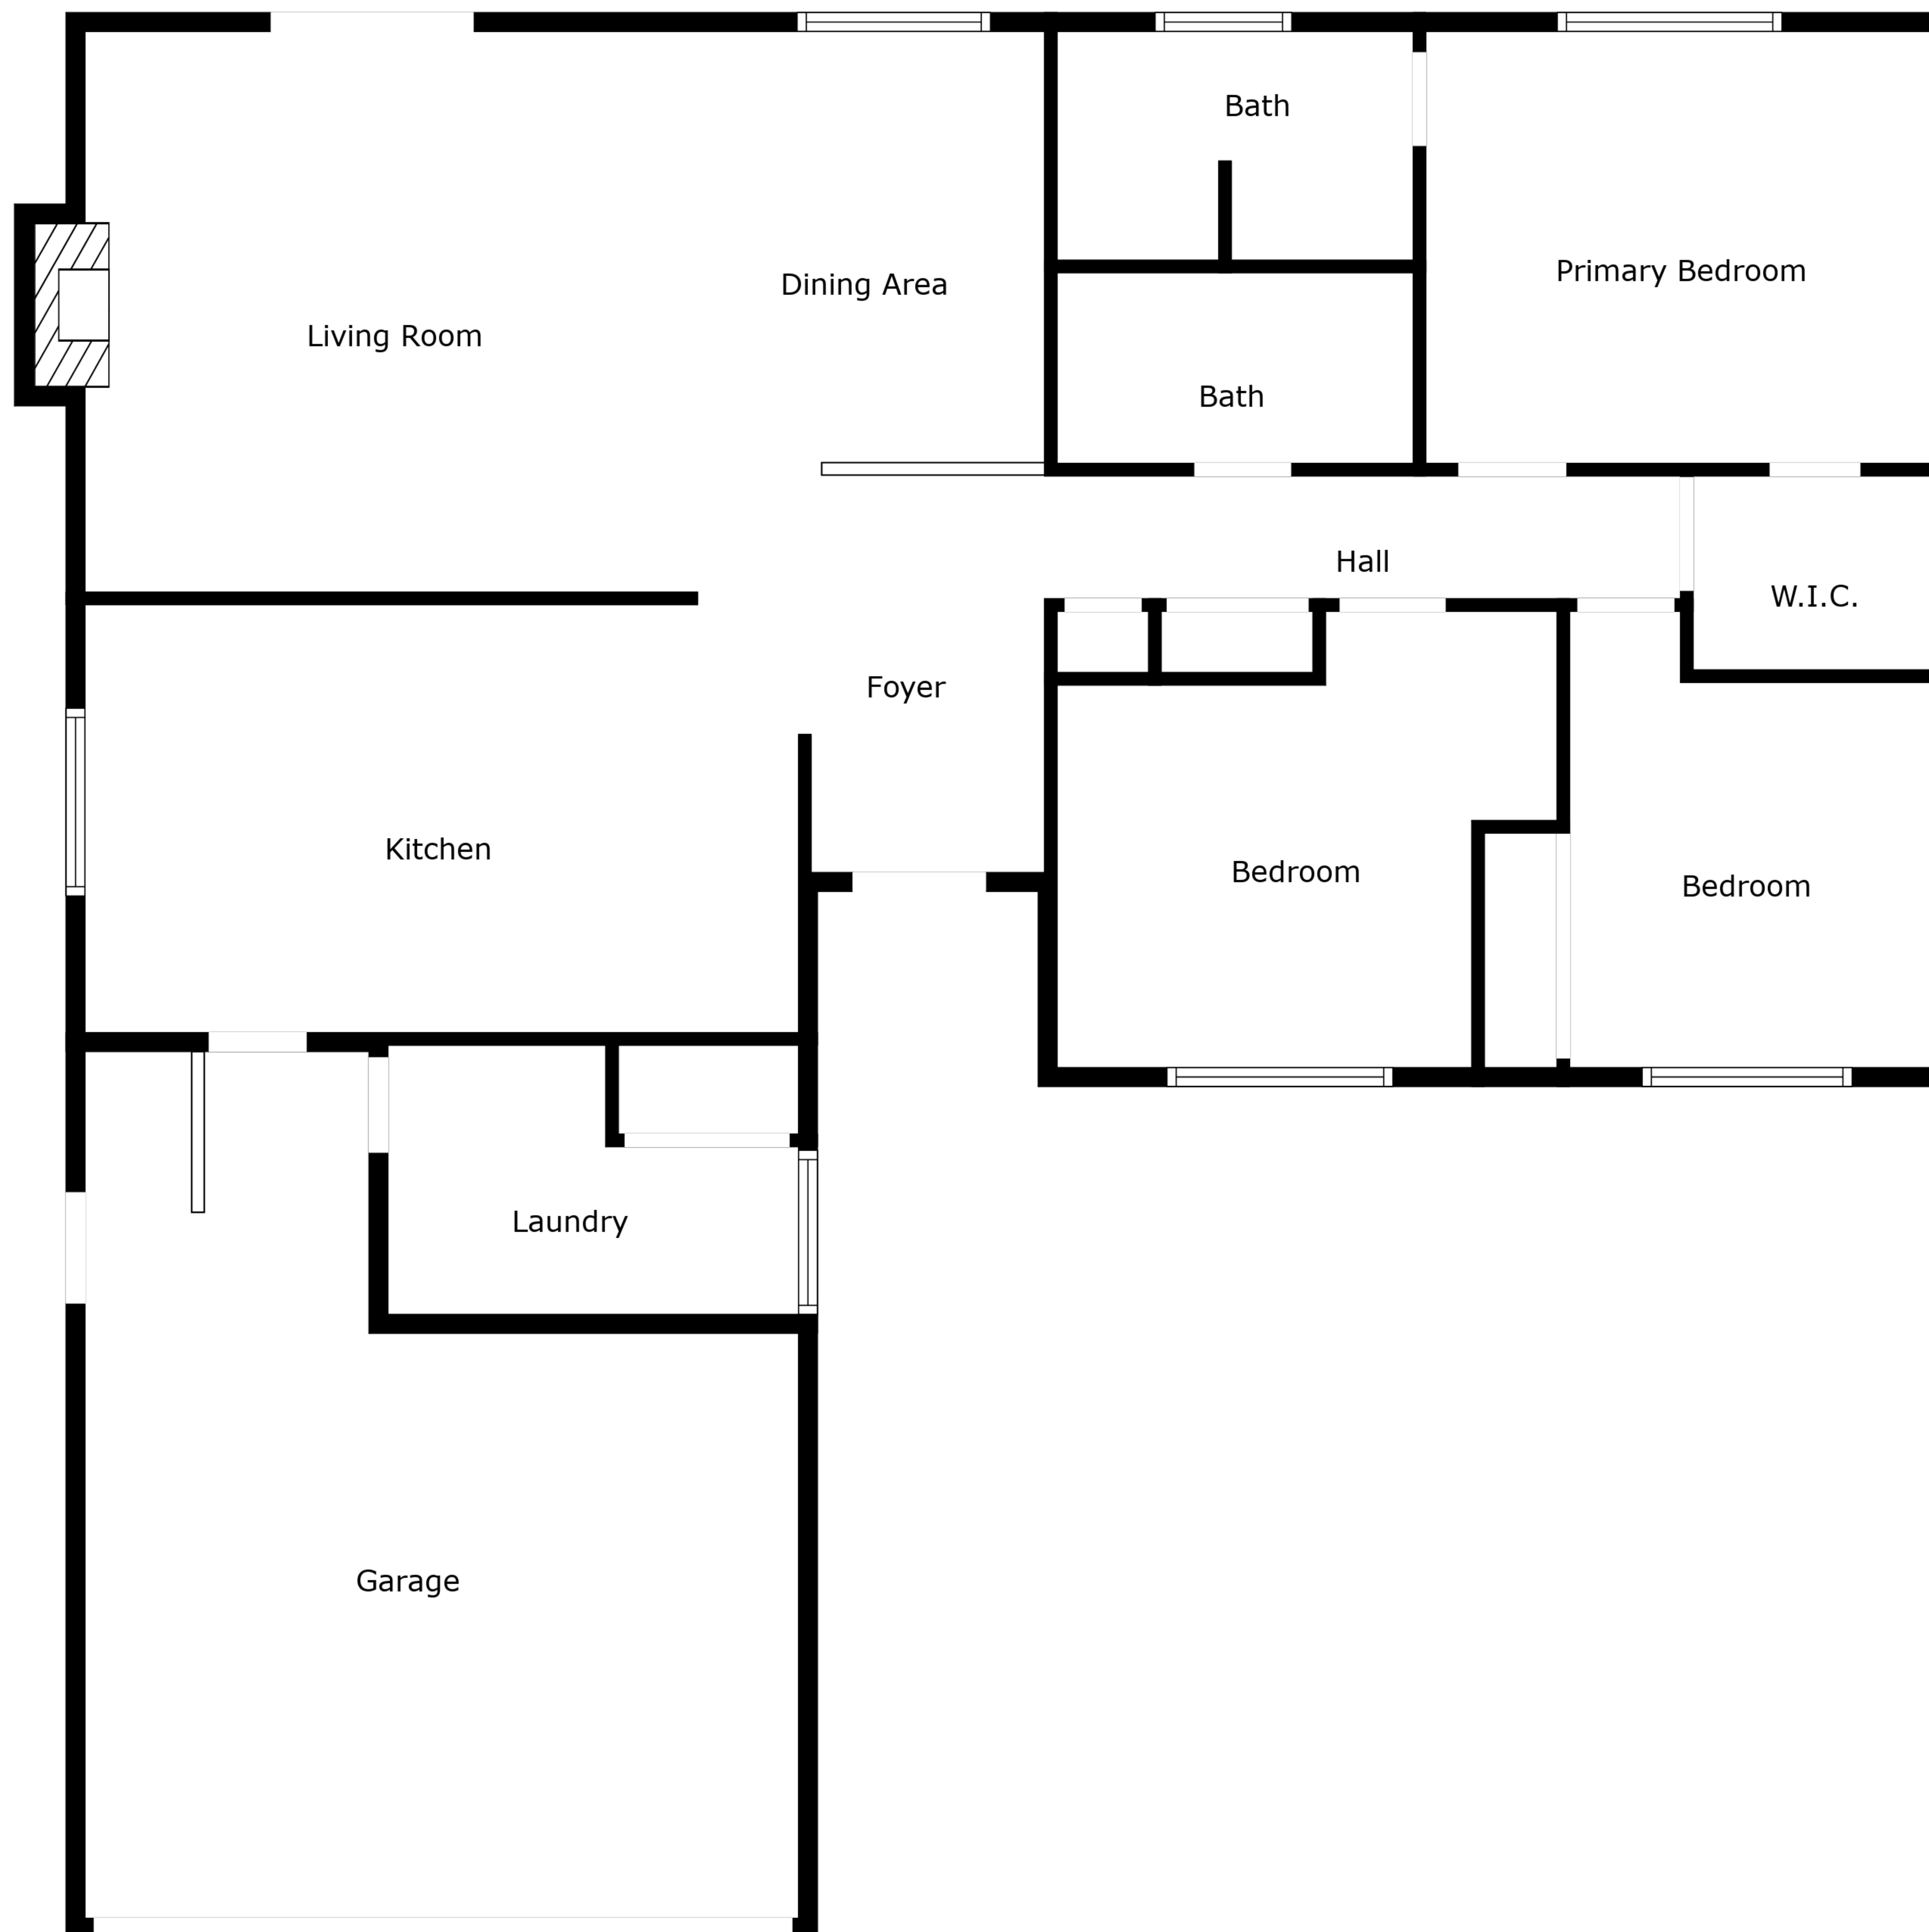 Bath
Primary Bedroom
Dining Area
Living Room
Bath
Hall
W.I.C.
Foyer
Kitchen
Bedroom
Bedroom
Laundry
Garage